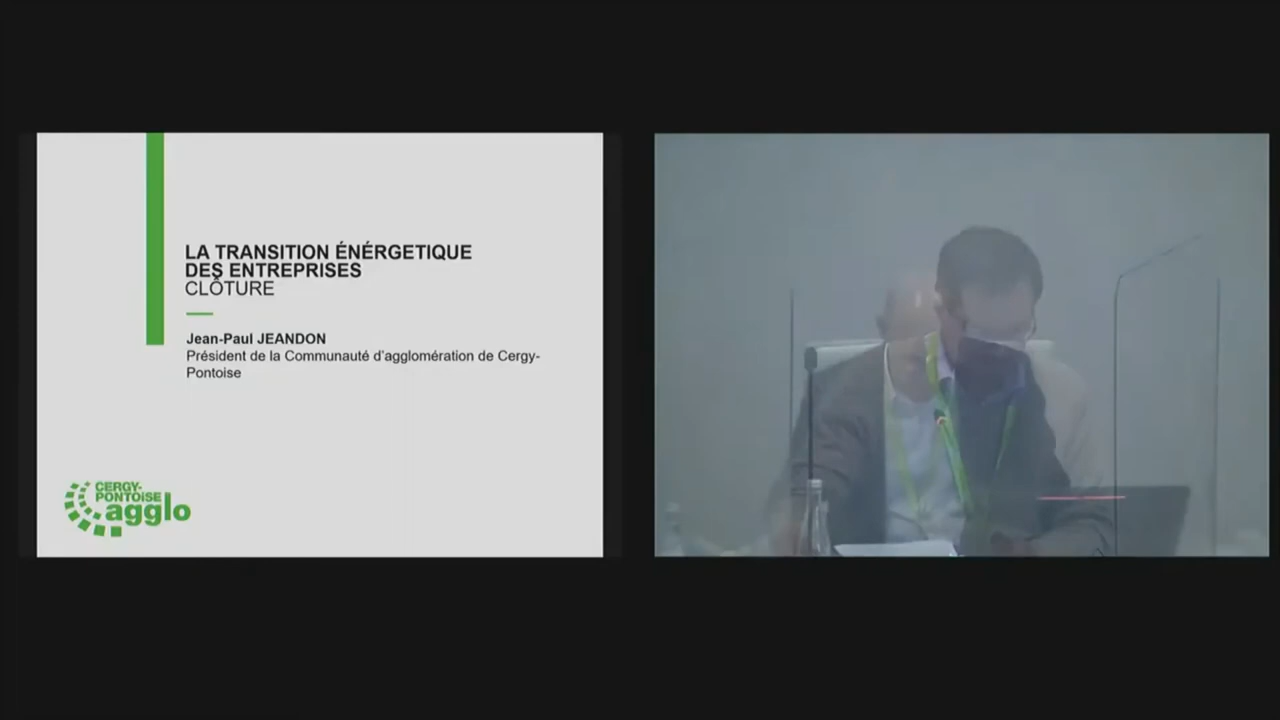 LA TRANSITION ÉNÉRGETIQUE
DES ENTREPRISES
CLÔTURE
Jean-Paul JEANDON
Président de la Communauté d'agglomération de Cergy-
Pontoise
CERGY-
PONTOISE
agglo